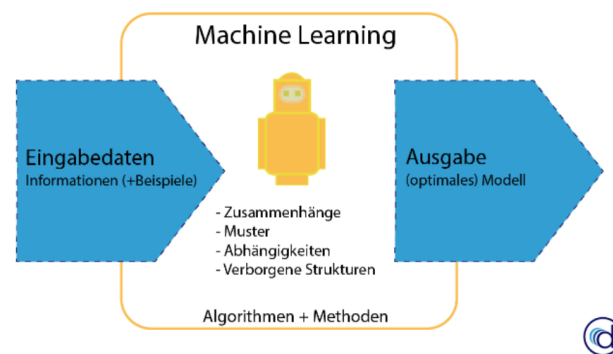 Machine Learning
Eingabedaten
Informationen (+Beispiele)
- Zusammenhänge
- Muster
- Abhängigkeiten
- Verborgene Strukturen
Algorithmen + Methoden
Ausgabe
(optimales) Modell
d